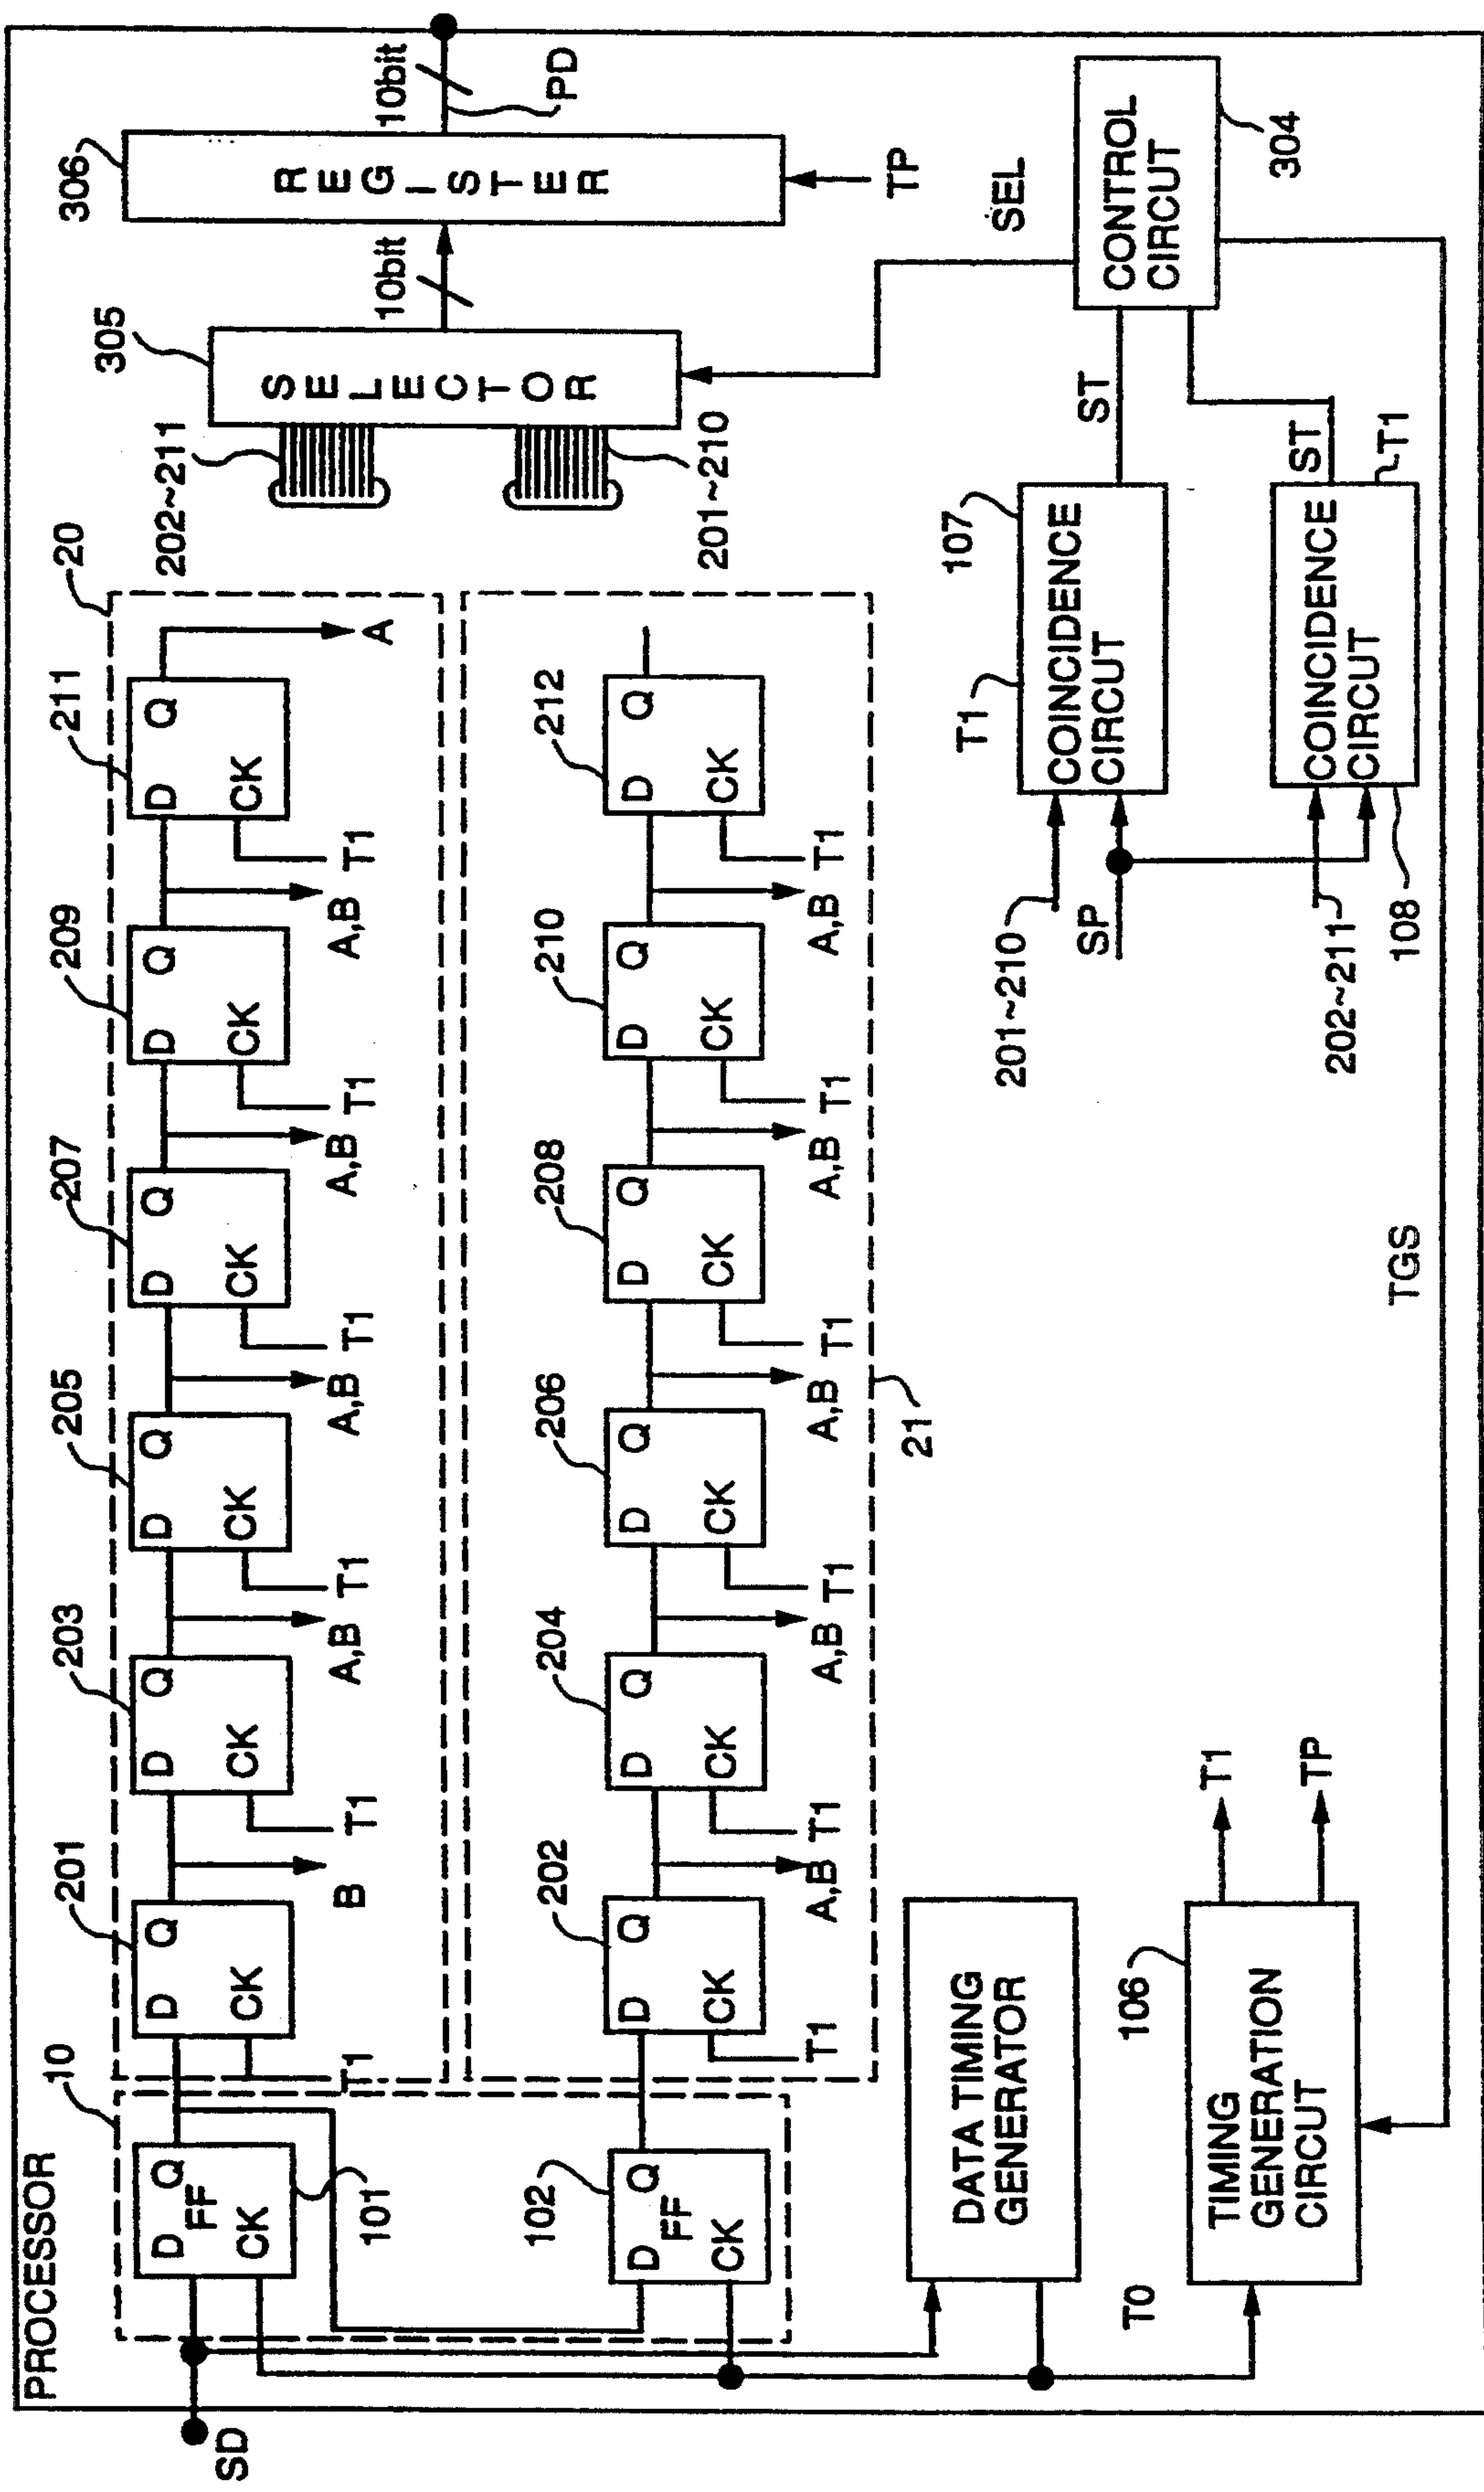 PROCESSOR
SD
10
D Q
FF
CK
101
D Q
FF
CK
102
20
201
D Q
CK
T1
B
203
D Q
CK
T1
A,B
205
D Q
CK
T1
A,B
207
D Q
CK
T1
A,B
209
D Q
CK
T1
A,B
211
D Q
CK
T1
A
202
D Q
CK
T1
A,B
204
D Q
CK
T1
A,B
206
D Q
CK
T1
A,B
208
D Q
CK
T1
A,B
210
D Q
CK
T1
A,B
212
D Q
CK
T1
21
202~211
201~210
305
SELECTOR
10bit
306
REGISTER
10bit
PD
TP
SEL
DATA TIMING
GENERATOR
T0
106
TIMING
GENERATION
CIRCUT
T1
TP
TGS
201~210
SP
T1
107
COINCIDENCE
CIRCUT
ST
202~211
108
COINCIDENCE
CIRCUT
ST
T1
CONTROL
CIRCUT
304